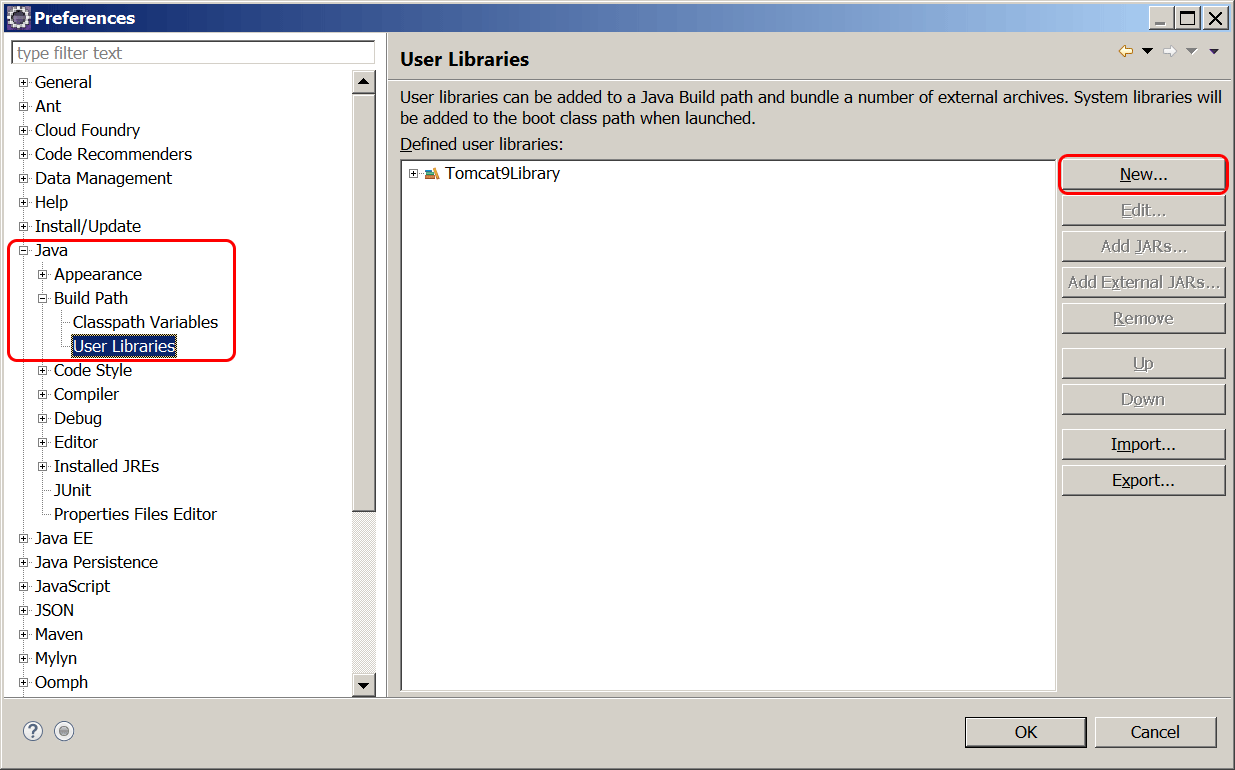 Preferences
type filter text
General
Ant
Cloud Foundry
Code Recommenders
Data Management
Help
Install/Update
Java
Appearance
Build Path
Classpath Variables
User Libraries
Code Style
Compiler
Debug
Editor
Installed JREs
JUnit
Properties Files Editor
Java EE
Java Persistence
JavaScript
JSON
Maven
Mylyn
Oomph
User Libraries
User libraries can be added to a Java Build path and bundle a number of external archives. System libraries will
be added to the boot class path when launched.
Defined user libraries:
Tomcat9Library
New...
Edit...
Add JARs...
Add External JARs...
Remove
Up
Down
Import...
Export...
?
OK
Cancel